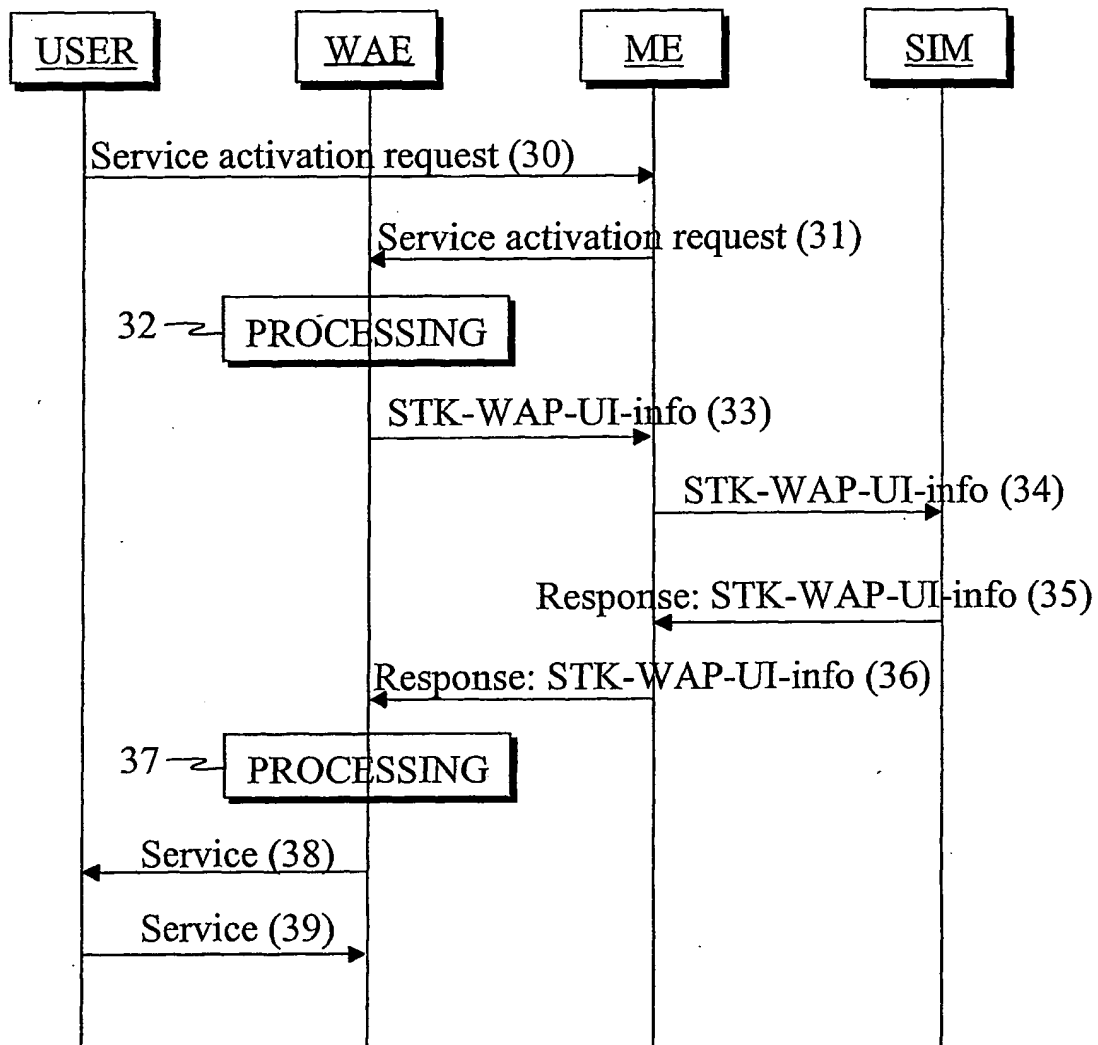 USER WAE ME SIM
Service activation request (30)
Service activation request (31)
32 PROCESSING
STK-WAP-UI-info (33)
STK-WAP-UI-info (34)
Response: STK-WAP-UI-info (35)
Response: STK-WAP-UI-info (36)
37 PROCESSING
Service (38)
Service (39)